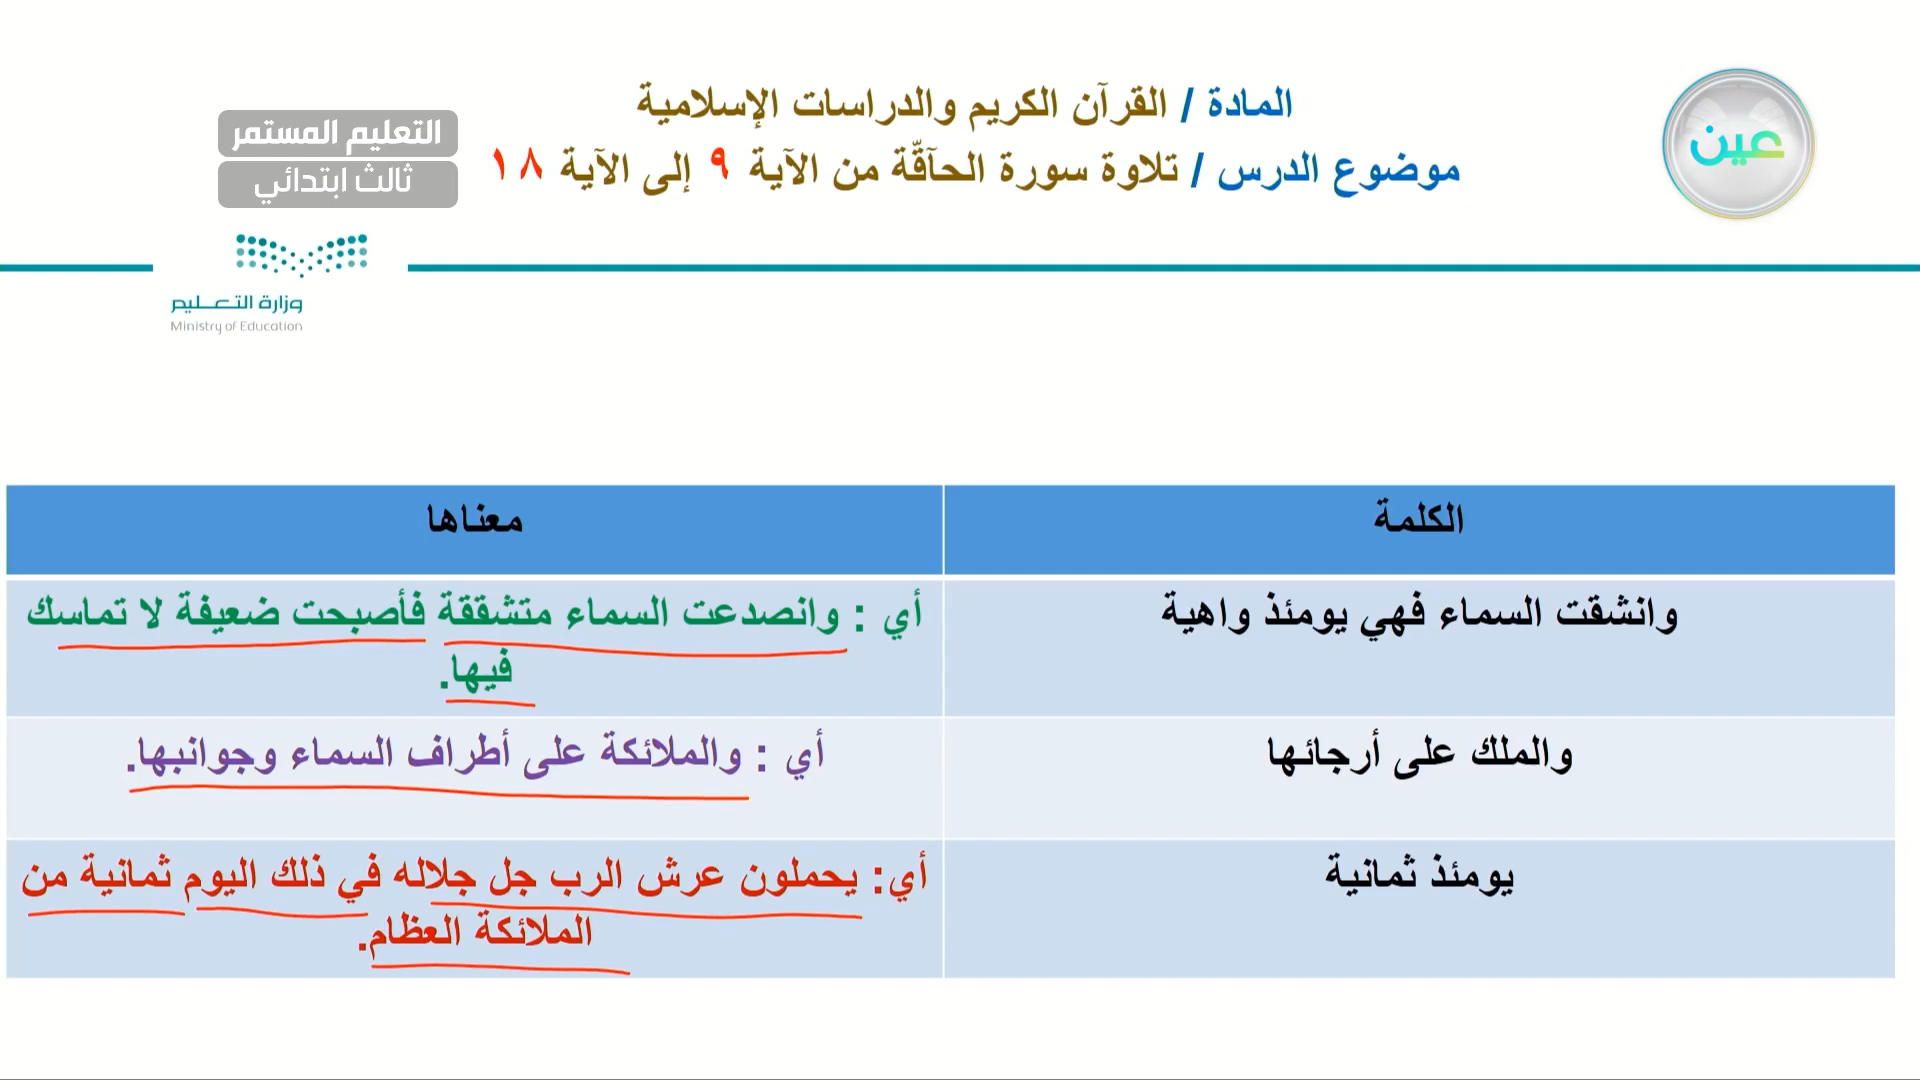 المادة / القرآن الكريم والدراسات الإسلامية
موضوع الدرس / تلاوة سورة الحآقّة من الآية ٩ إلى الآية ١٨
عين
التعليم المستمر
ثالث ابتدائي
وزارة التعليم
Ministry of Education
الكلمة
معناها
وانشقت السماء فهي يومئذ واهية
أي : وانصدعت السماء متشققة فأصبحت ضعيفة لا تماسك
فيها.
والملك على أرجائها
أي : والملائكة على أطراف السماء وجوانبها.
يومئذ ثمانية
أي: يحملون عرش الرب جل جلاله في ذلك اليوم ثمانية من
الملائكة العظام.